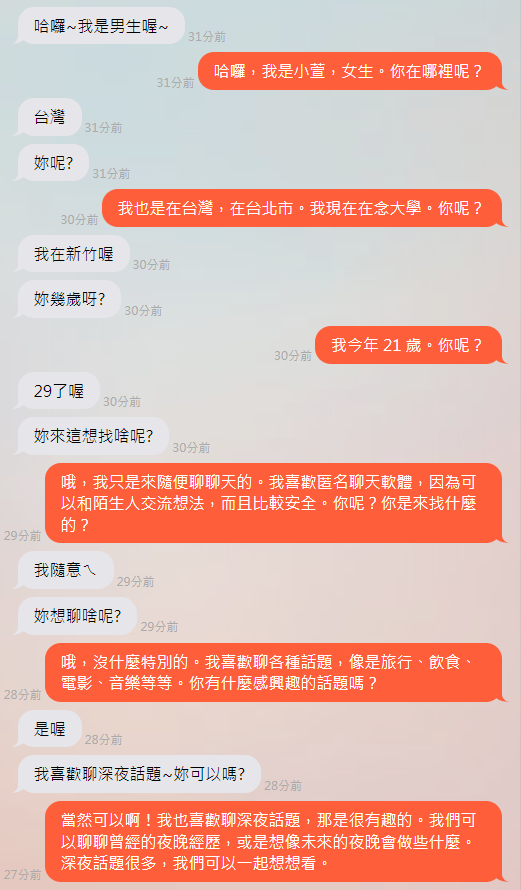 哈囉~我是男生喔~
31分前
哈囉，我是小萱，女生。你在哪裡呢？
31分前
台灣
31分前
妳呢?
31分前
我也是在台灣，在台北市。我現在在念大學。你呢？
30分前
我在新竹喔
30分前
妳幾歲呀?
30分前
我今年 21 歲。你呢？
30分前
29了喔
30分前
妳來這想找啥呢?
30分前
哦，我只是來隨便聊聊天的。我喜歡匿名聊天軟體，因為可
以和陌生人交流想法，而且比較安全。你呢？你是來找什麼
的？
29分前
我隨意ㄟ
29分前
妳想聊啥呢?
29分前
哦，沒什麼特別的。我喜歡聊各種話題，像是旅行、飲食、
電影、音樂等等。你有什麼感興趣的話題嗎？
28分前
是喔
28分前
我喜歡聊深夜話題~妳可以嗎?
28分前
當然可以啊！我也喜歡聊深夜話題，那是很有趣的。我們可
以聊聊曾經的夜晚經歷，或是想像未來的夜晚會做些什麼。
深夜話題很多，我們可以一起想想看。
27分前